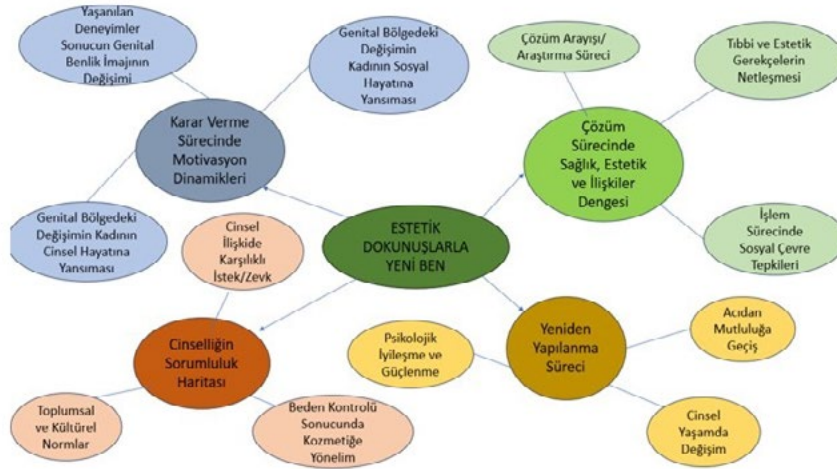 Yaşanılan
Deneyimler
Sonucun Genital
Benlik İmajının
Değişimi
Genital Bölgedeki
Değişimin
Kadının Sosyal
Hayatına
Yansıması
Karar Verme
Sürecinde
Motivasyon
Dinamikleri
Genital Bölgedeki
Değişimin Kadının
Cinsel Hayatına
Yansıması
Çözüm Arayışı/
Araştırma Süreci
Tıbbi ve Estetik
Gerekçelerin
Netleşmesi
Çözüm
Sürecinde
Sağlık, Estetik
ve İlişkiler
Dengesi
İşlem
Sürecinde
Sosyal Çevre
Tepkileri
ESTETİK
DOKUNUŞLARLA
YENİ BEN
Cinsel
İlişkide
Karşılıklı
İstek/Zevk
Cinselliğin
Sorumluluk
Haritası
Toplumsal
ve Kültürel
Normlar
Beden Kontrolü
Sonucunda
Kozmetiğe
Yönelim
Psikolojik
İyileşme ve
Güçlenme
Yeniden
Yapılanma
Süreci
Acıdan
Mutluluğa
Geçiş
Cinsel
Yaşamda
Değişim